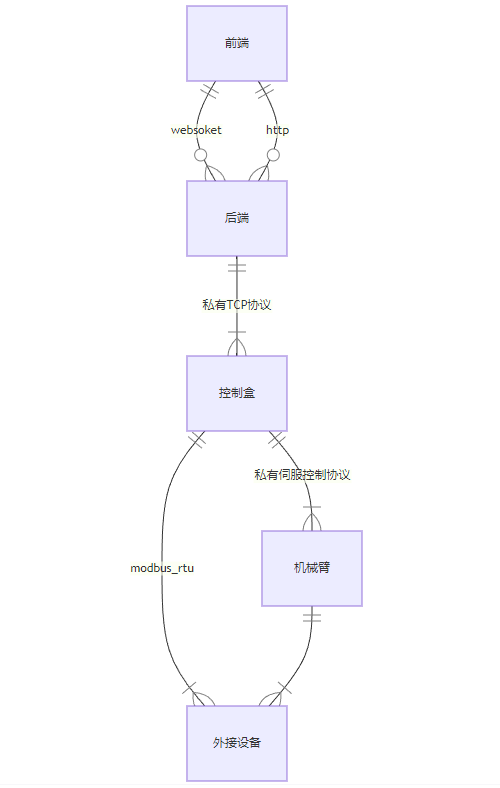 前端
websoket
http
后端
私有TCP协议
控制盒
私有伺服控制协议
modbus_rtu
机械臂
外接设备